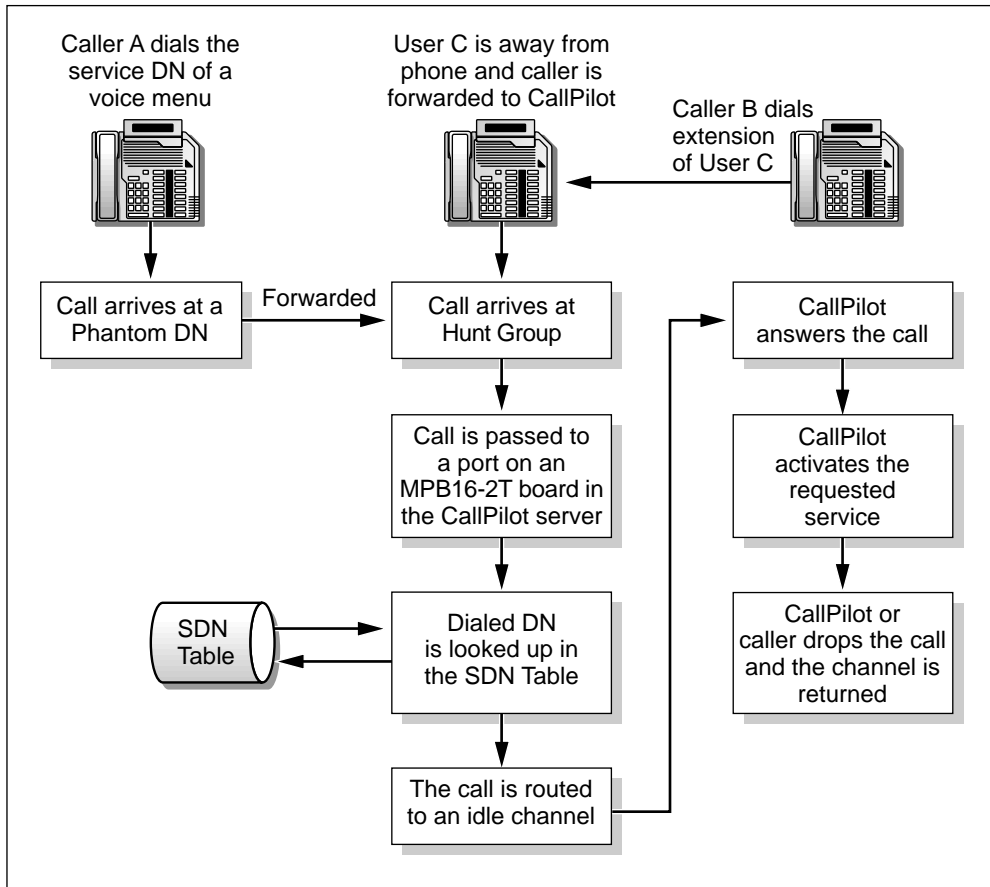 Caller A dials the
service DN of a
voice menu
User C is away from
phone and caller is
forwarded to CallPilot
Caller B dials
extension
of User C
Call arrives at a
Phantom DN
Forwarded
Call arrives at
Hunt Group
Call is passed to
a port on an
MPB16-2T board in
the CallPilot server
SDN
Table
Dialed DN
is looked up in
the SDN Table
The call is routed
to an idle channel
CallPilot
answers the call
CallPilot
activates the
requested
service
CallPilot or
caller drops the call
and the channel is
returned